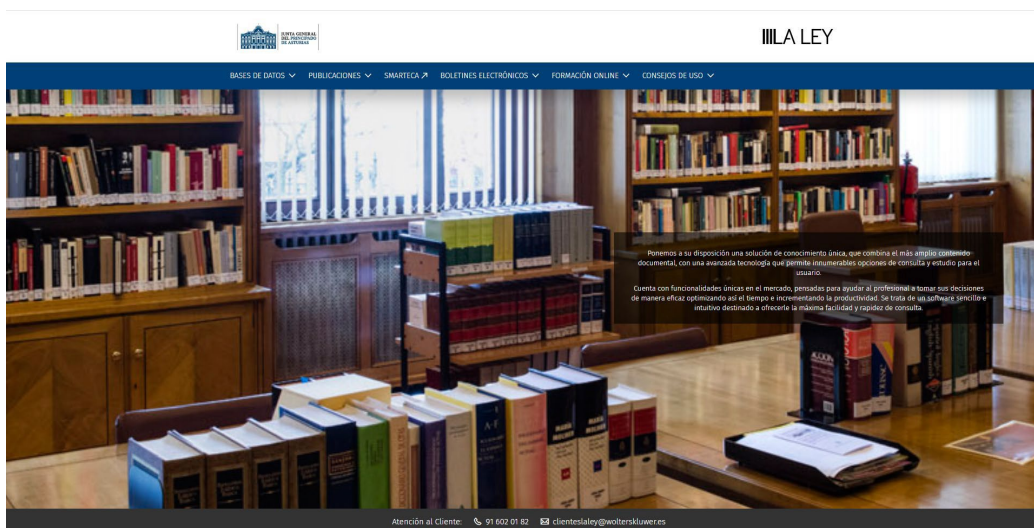 JUNTA GENERAL
DEL PRINCIPADO
DE ASTURIAS
LA LEY
BASES DE DATOS PUBLICACIONES SMARTECA BOLETINES ELECTRÓNICOS FORMACIÓN ONLINE CONSEJOS DE USO
Ponemos a su disposición una solución de conocimiento única, que combina el más amplio contenido
documental, con una avanzada tecnología que permite innumerables opciones de consulta y estudio para el
usuario.
Cuenta con funcionalidades únicas en el mercado, pensadas para ayudar al profesional a tomar sus decisiones
de manera eficaz optimizando así el tiempo e incrementando la productividad. Se trata de un software sencillo e
intuitivo destinado a ofrecerle la máxima facilidad y rapidez de consulta.
A-F
MARÍA
MOLINER
MARÍA
MOLINER
Atención al Cliente: 91 602 01 82 clienteslaley@wolterskluwer.es